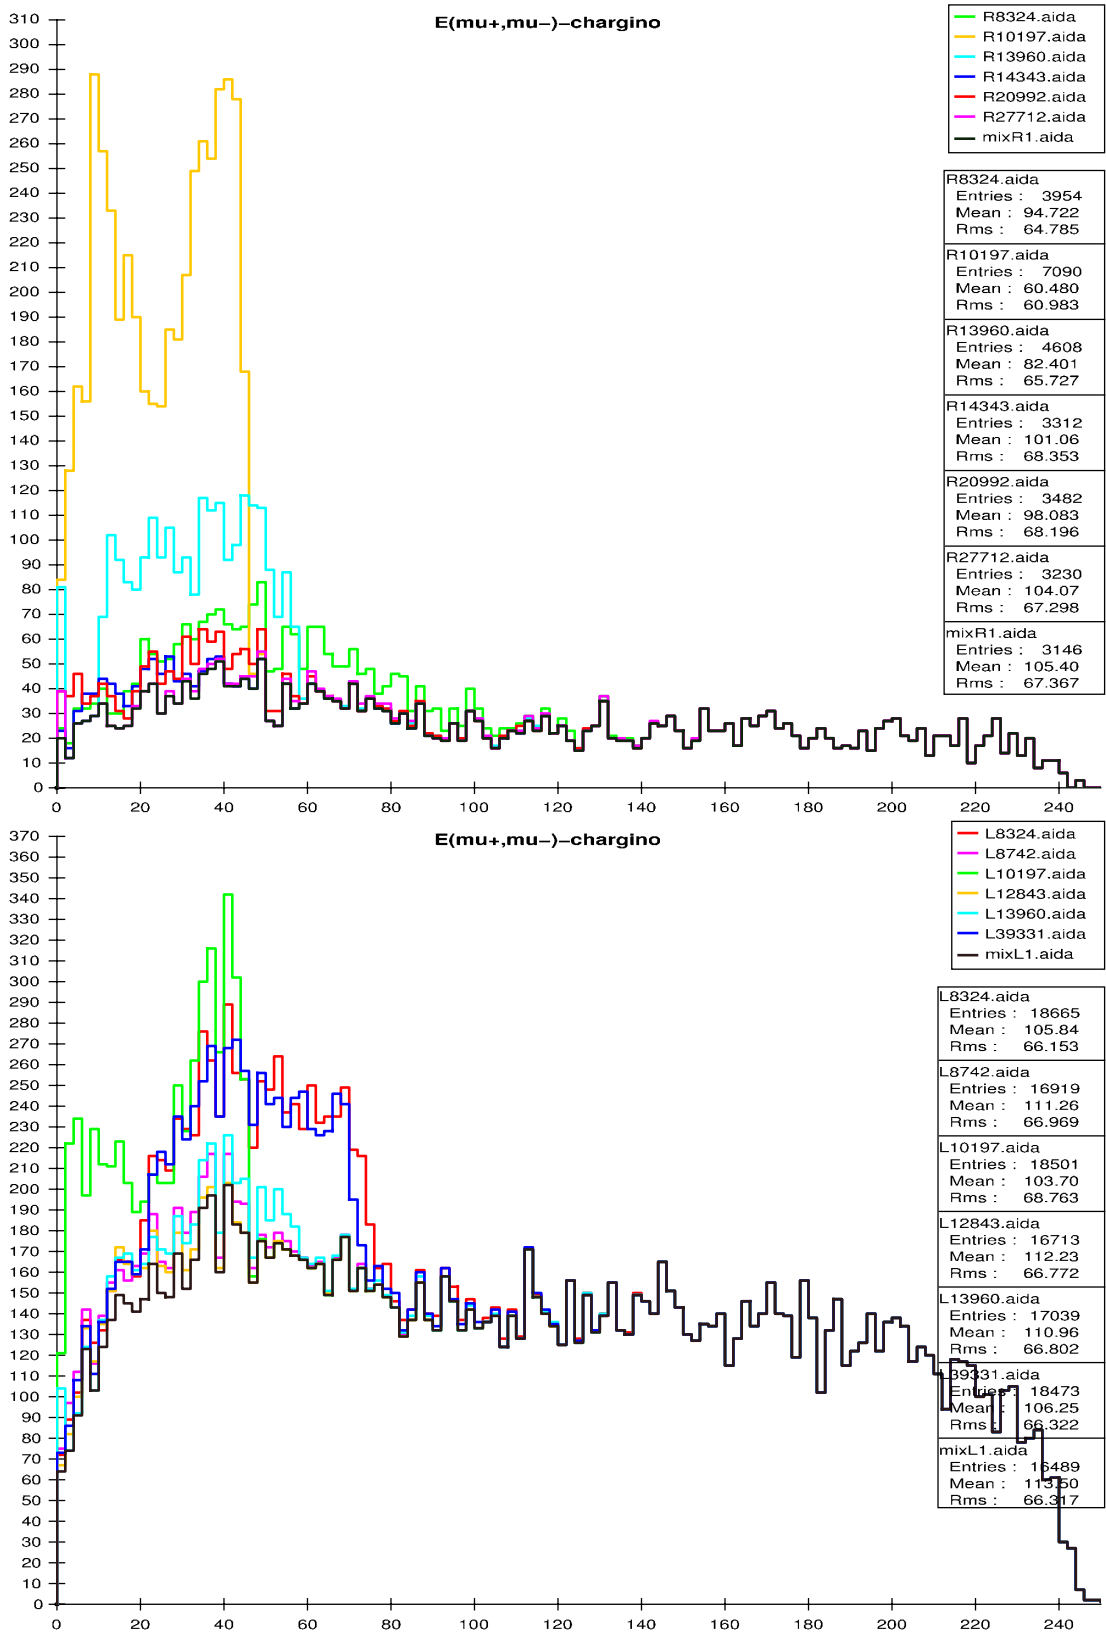 E(mu+,mu−)−chargino
310
300
290
280
270
260
250
240
230
220
210
200
190
180
170
160
150
140
130
120
110
100
90
80
70
60
50
40
30
20
10
0
0 20 40 60 80 100 120 140 160 180 200 220 240
R8324.aida
R10197.aida
R13960.aida
R14343.aida
R20992.aida
R27712.aida
mixR1.aida
R8324.aida
Entries : 3954
Mean : 94.722
Rms : 64.785
R10197.aida
Entries : 7090
Mean : 60.480
Rms : 60.983
R13960.aida
Entries : 4608
Mean : 82.401
Rms : 65.727
R14343.aida
Entries : 3312
Mean : 101.06
Rms : 68.353
R20992.aida
Entries : 3482
Mean : 98.083
Rms : 68.196
R27712.aida
Entries : 3230
Mean : 104.07
Rms : 67.298
mixR1.aida
Entries : 3146
Mean : 105.40
Rms : 67.367
E(mu+,mu−)−chargino
370
360
350
340
330
320
310
300
290
280
270
260
250
240
230
220
210
200
190
180
170
160
150
140
130
120
110
100
90
80
70
60
50
40
30
20
10
0
0 20 40 60 80 100 120 140 160 180 200 220 240
L8324.aida
L8742.aida
L10197.aida
L12843.aida
L13960.aida
L39331.aida
mixL1.aida
L8324.aida
Entries : 18665
Mean : 105.84
Rms : 66.153
L8742.aida
Entries : 16919
Mean : 111.26
Rms : 66.969
L10197.aida
Entries : 18501
Mean : 103.70
Rms : 68.763
L12843.aida
Entries : 16713
Mean : 112.23
Rms : 66.772
L13960.aida
Entries : 17039
Mean : 110.96
Rms : 66.802
L39331.aida
Entries : 18473
Mean : 106.25
Rms : 66.322
mixL1.aida
Entries : 16489
Mean : 113.50
Rms : 66.317